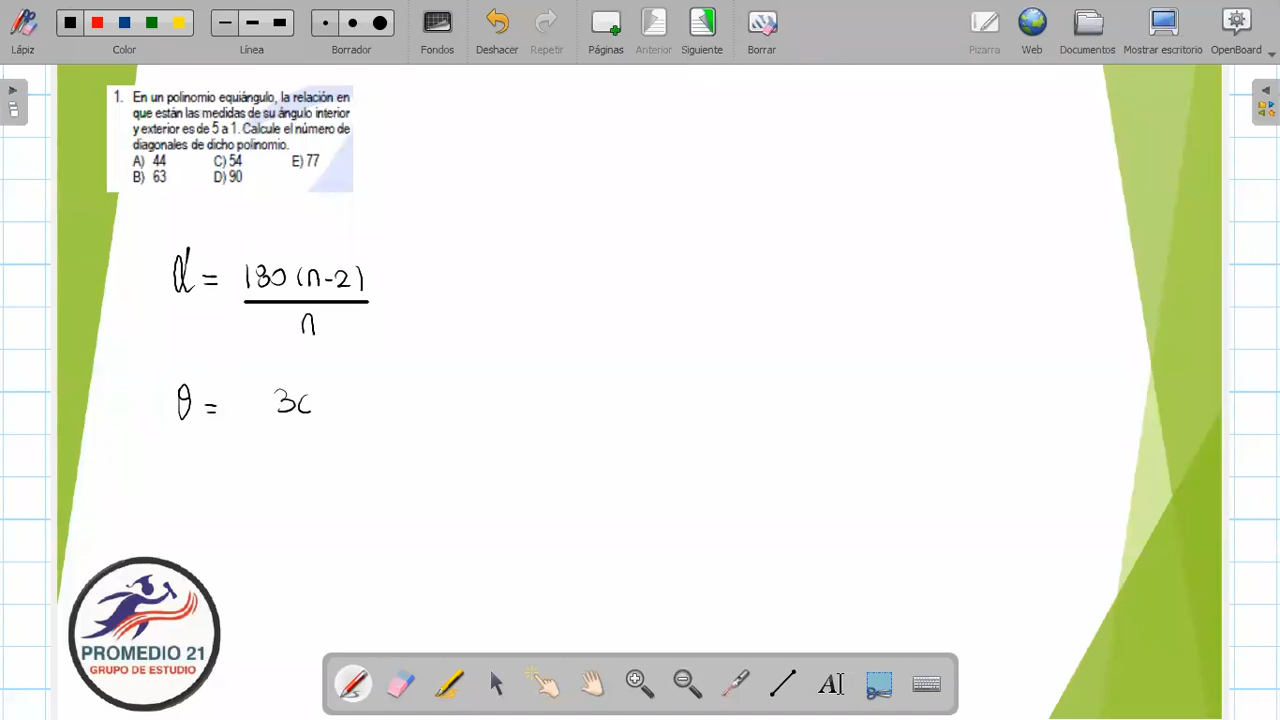 Lápiz
Color
Línea
Borrador
Fondos
Deshacer
Repetir
Páginas
Anterior
Siguiente
Borrar
Pizarra
Web
Documentos
Mostrar escritorio
OpenBoard
1. En un polinomio equiángulo, la relación en
que están las medidas de su ángulo interior
y exterior es de 5 a 1. Calcule el número de
diagonales de dicho polinomio.
A) 44 C) 54 E) 77
B) 63 D) 90
α = 180(n-2)
n
θ = 3
PROMEDIO 21
GRUPO DE ESTUDIO
AI